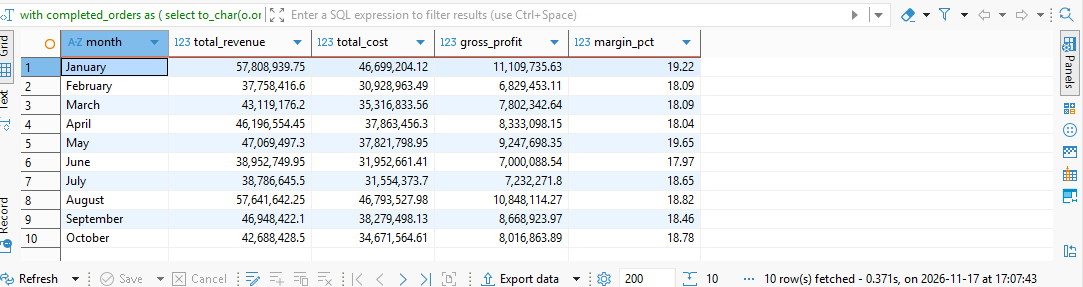 with completed_orders as ( select to_char(o.or Enter a SQL expression to filter results (use Ctrl+Space)
Grid
Text
Record
A-Z month 123 total_revenue 123 total_cost 123 gross_profit 123 margin_pct
1 January 57,808,939.75 46,699,204.12 11,109,735.63 19.22
2 February 37,758,416.6 30,928,963.49 6,829,453.11 18.09
3 March 43,119,176.2 35,316,833.56 7,802,342.64 18.09
4 April 46,196,554.45 37,863,456.3 8,333,098.15 18.04
5 May 47,069,497.3 37,821,798.95 9,247,698.35 19.65
6 June 38,952,749.95 31,952,661.41 7,000,088.54 17.97
7 July 38,786,645.5 31,554,373.7 7,232,271.8 18.65
8 August 57,641,642.25 46,793,527.98 10,848,114.27 18.82
9 September 46,948,422.1 38,279,498.13 8,668,923.97 18.46
10 October 42,688,428.5 34,671,564.61 8,016,863.89 18.78
Panels
Refresh Save Cancel Export data 200 10 10 row(s) fetched - 0.371s, on 2026-11-17 at 17:07:43